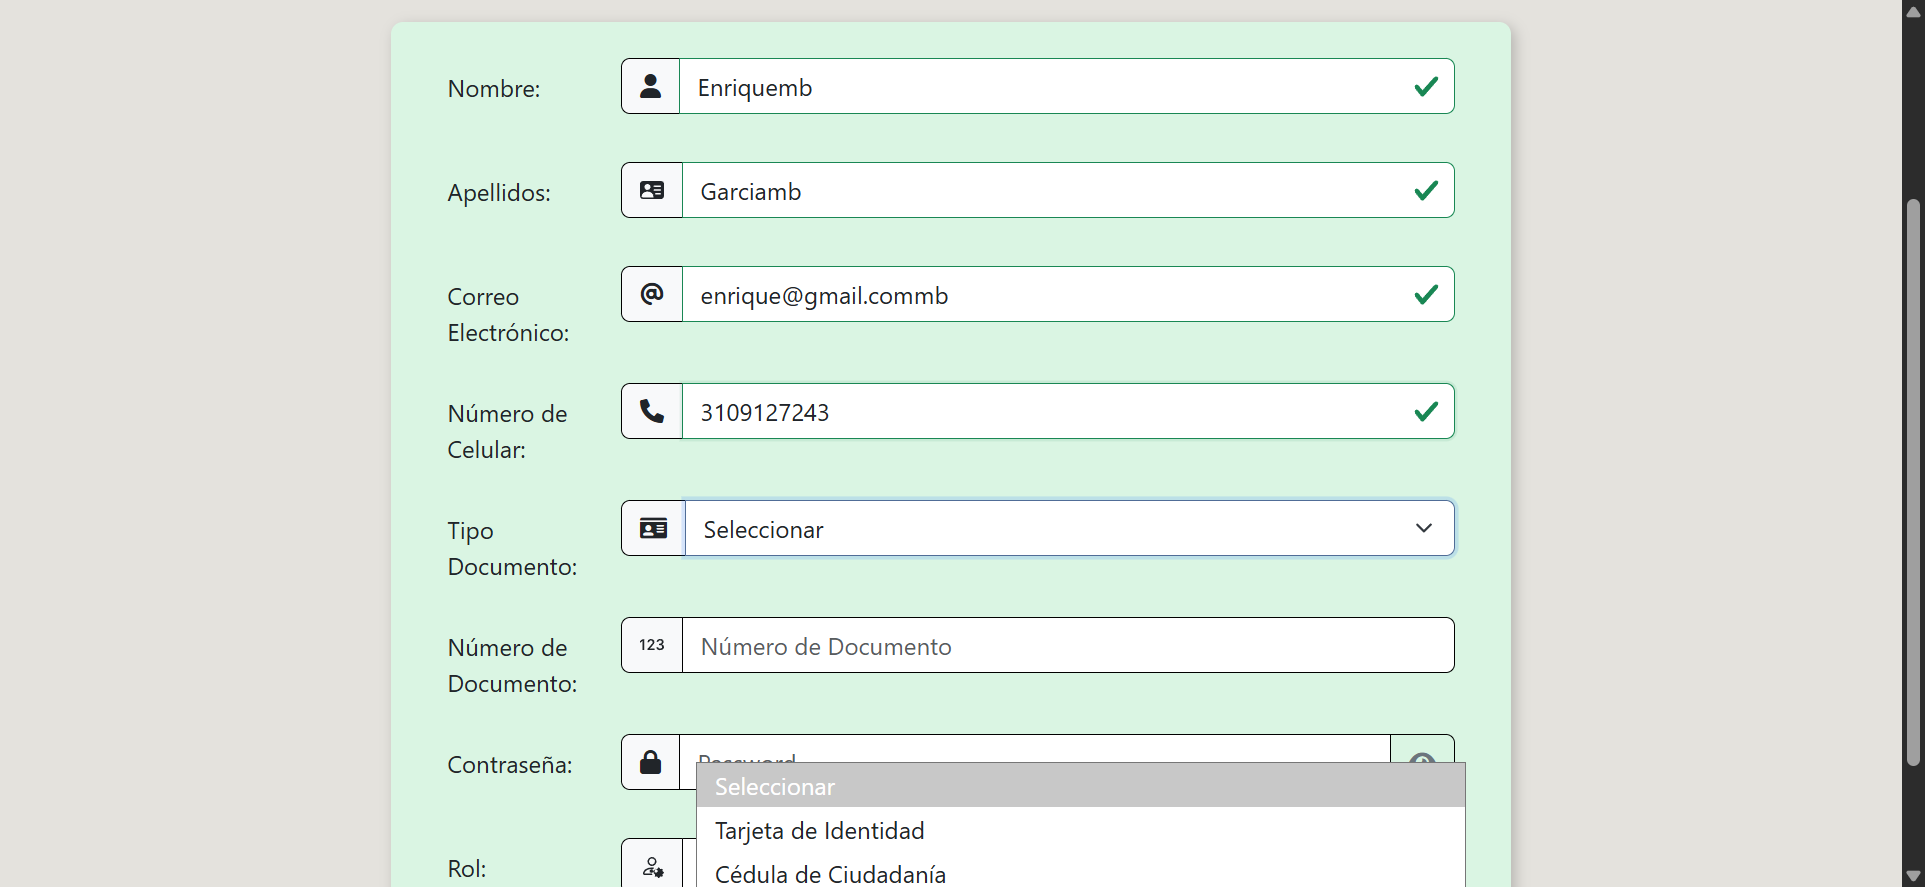 Nombre:
Enriquemb
Apellidos:
Garciamb
Correo
Electrónico:
enrique@gmail.commb
Número de
Celular:
3109127243
Tipo
Documento:
Seleccionar
Número de
Documento:
123
Número de Documento
Contraseña:
Password
Seleccionar
Tarjeta de Identidad
Cédula de Ciudadanía
Rol: